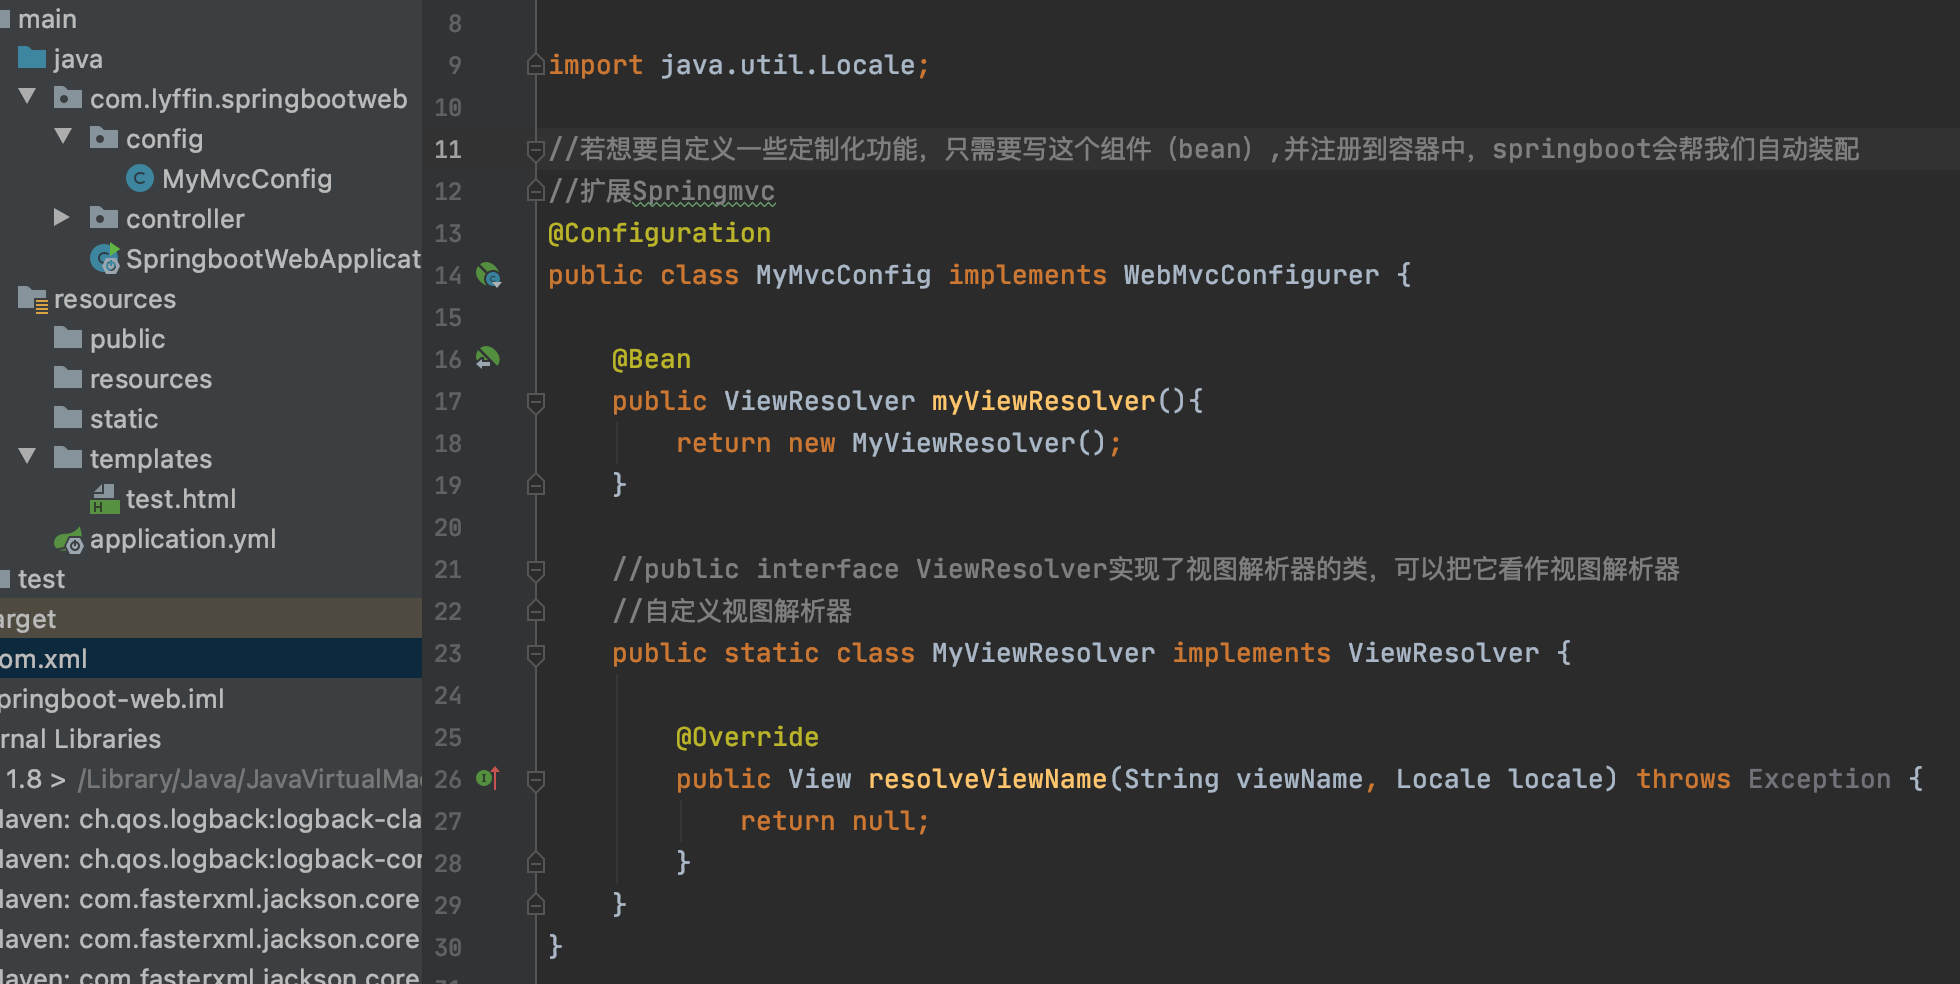 main
java
com.lyffin.springbootweb
config
MyMvcConfig
controller
SpringbootWebApplicat
resources
public
resources
static
templates
test.html
application.yml
test
arget
om.xml
pringboot-web.iml
rnal Libraries
1.8 > /Library/Java/JavaVirtualMa
laven: ch.qos.logback:logback-cla
laven: ch.qos.logback:logback-cor
laven: com.fasterxml.jackson.core
laven: com.fasterxml.jackson.core
laven: com.fasterxml.jackson.core
8
9 import java.util.Locale;
10
11 //若想要自定义一些定制化功能，只需要写这个组件（bean）,并注册到容器中，springboot会帮我们自动装配
12 //扩展Springmvc
13 @Configuration
14 public class MyMvcConfig implements WebMvcConfigurer {
15
16 @Bean
17 public ViewResolver myViewResolver(){
18 return new MyViewResolver();
19 }
20
21 //public interface ViewResolver实现了视图解析器的类，可以把它看作视图解析器
22 //自定义视图解析器
23 public static class MyViewResolver implements ViewResolver {
24
25 @Override
26 public View resolveViewName(String viewName, Locale locale) throws Exception {
27 return null;
28 }
29 }
30 }